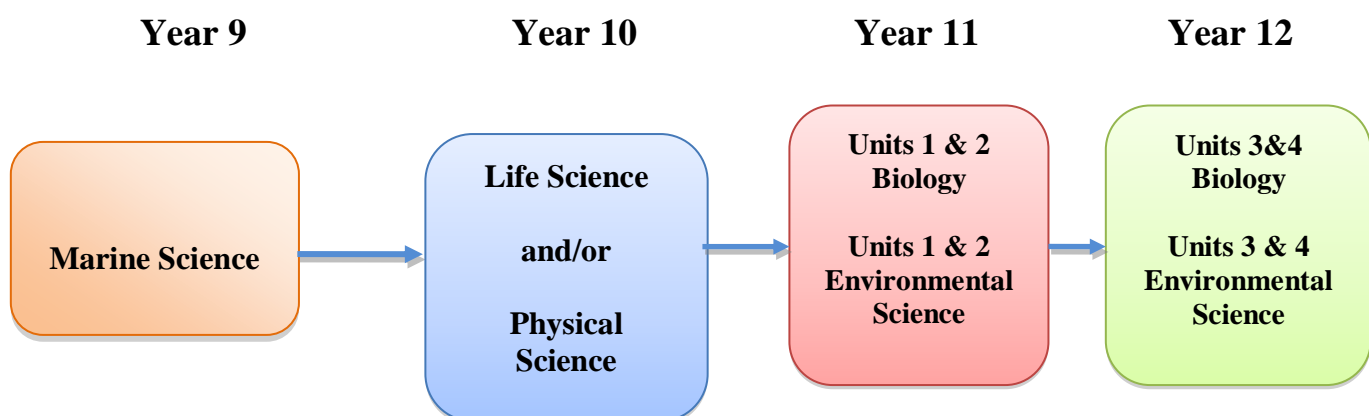 Year 9
Year 10
Year 11
Year 12
Marine Science
Life Science
and/or
Physical
Science
Units 1 & 2
Biology
Units 1 & 2
Environmental
Science
Units 3&4
Biology
Units 3 & 4
Environmental
Science